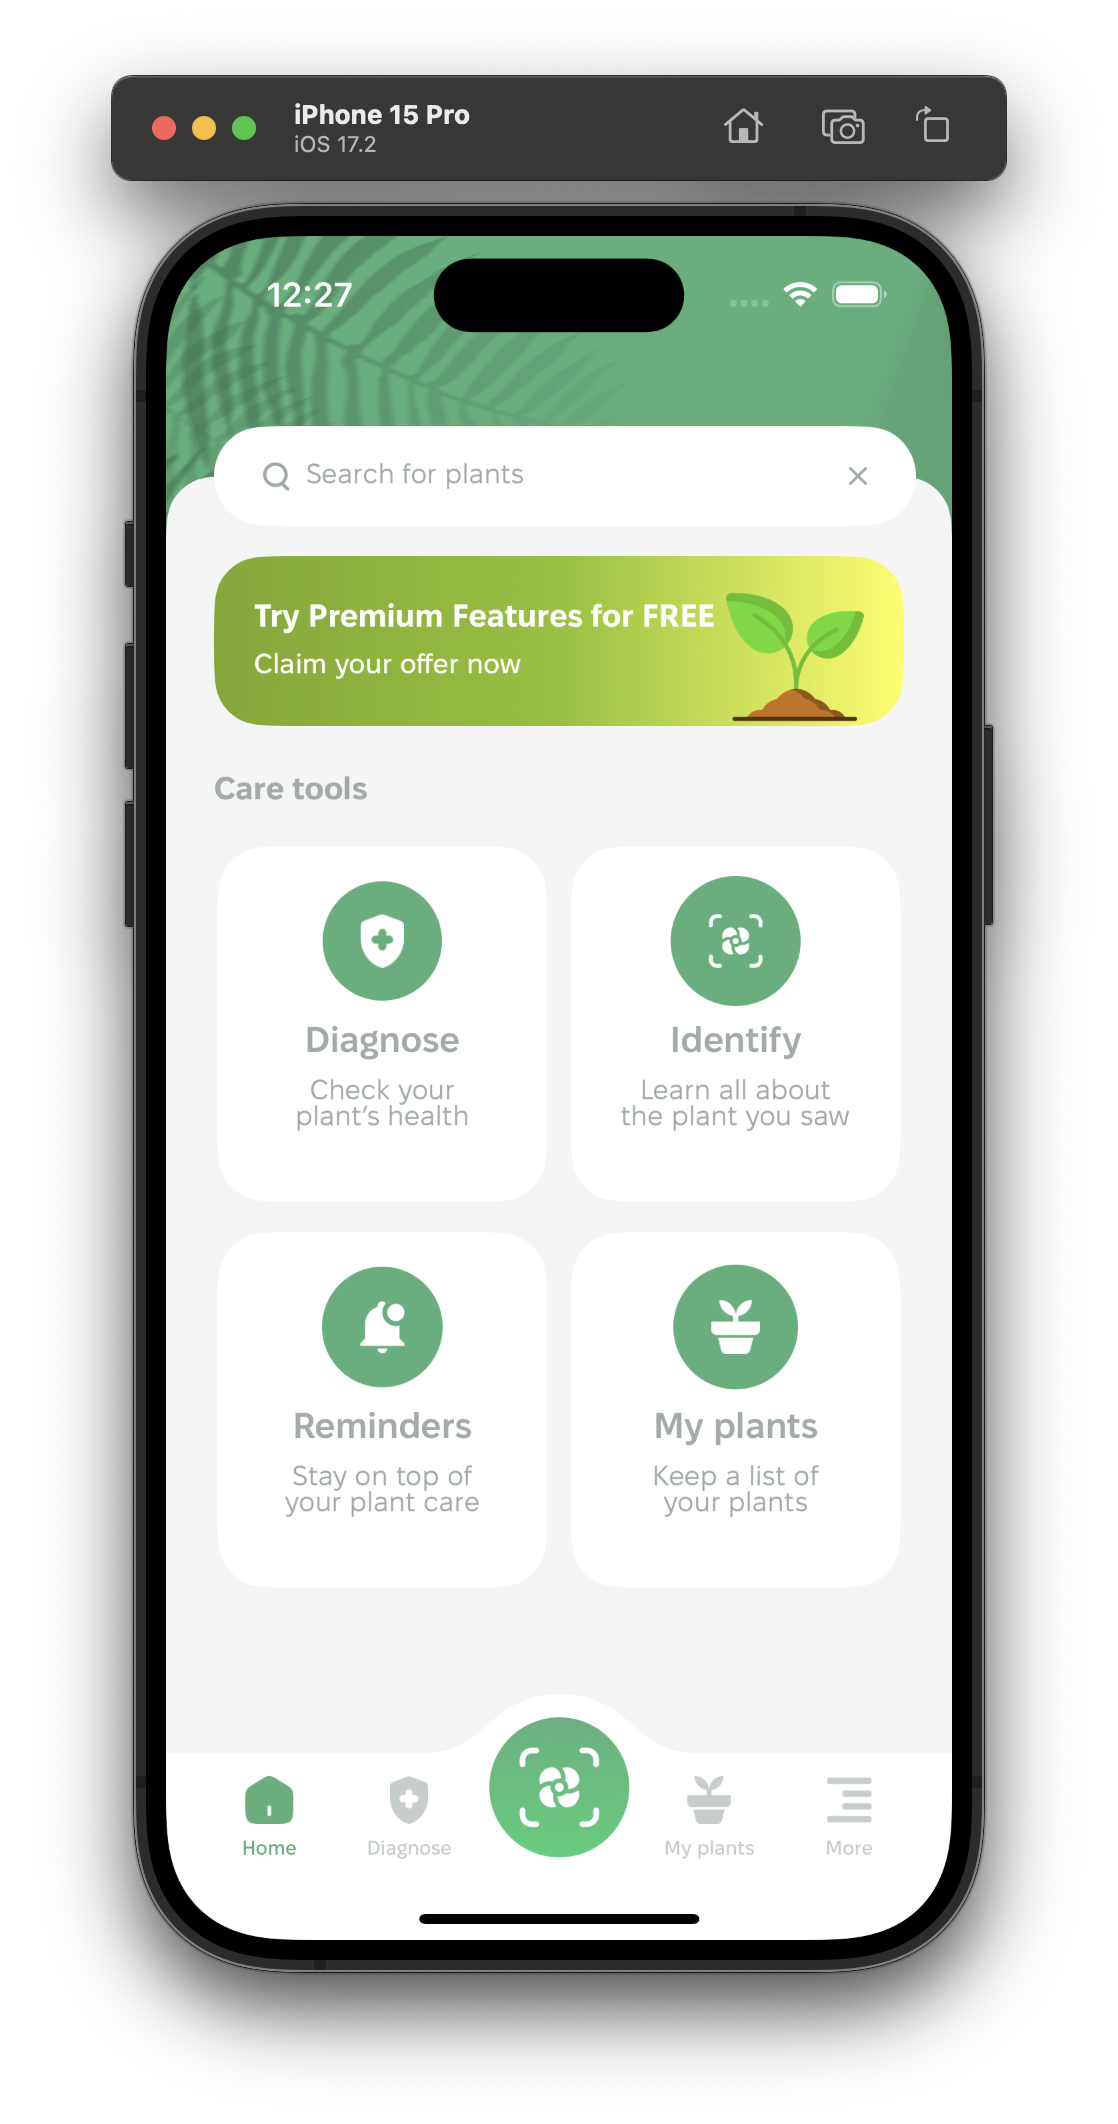 iPhone 15 Pro
iOS 17.2
12:27
Search for plants
Try Premium Features for FREE
Claim your offer now
Care tools
Diagnose
Check your
plant's health
Identify
Learn all about
the plant you saw
Reminders
Stay on top of
your plant care
My plants
Keep a list of
your plants
Home
Diagnose
My plants
More